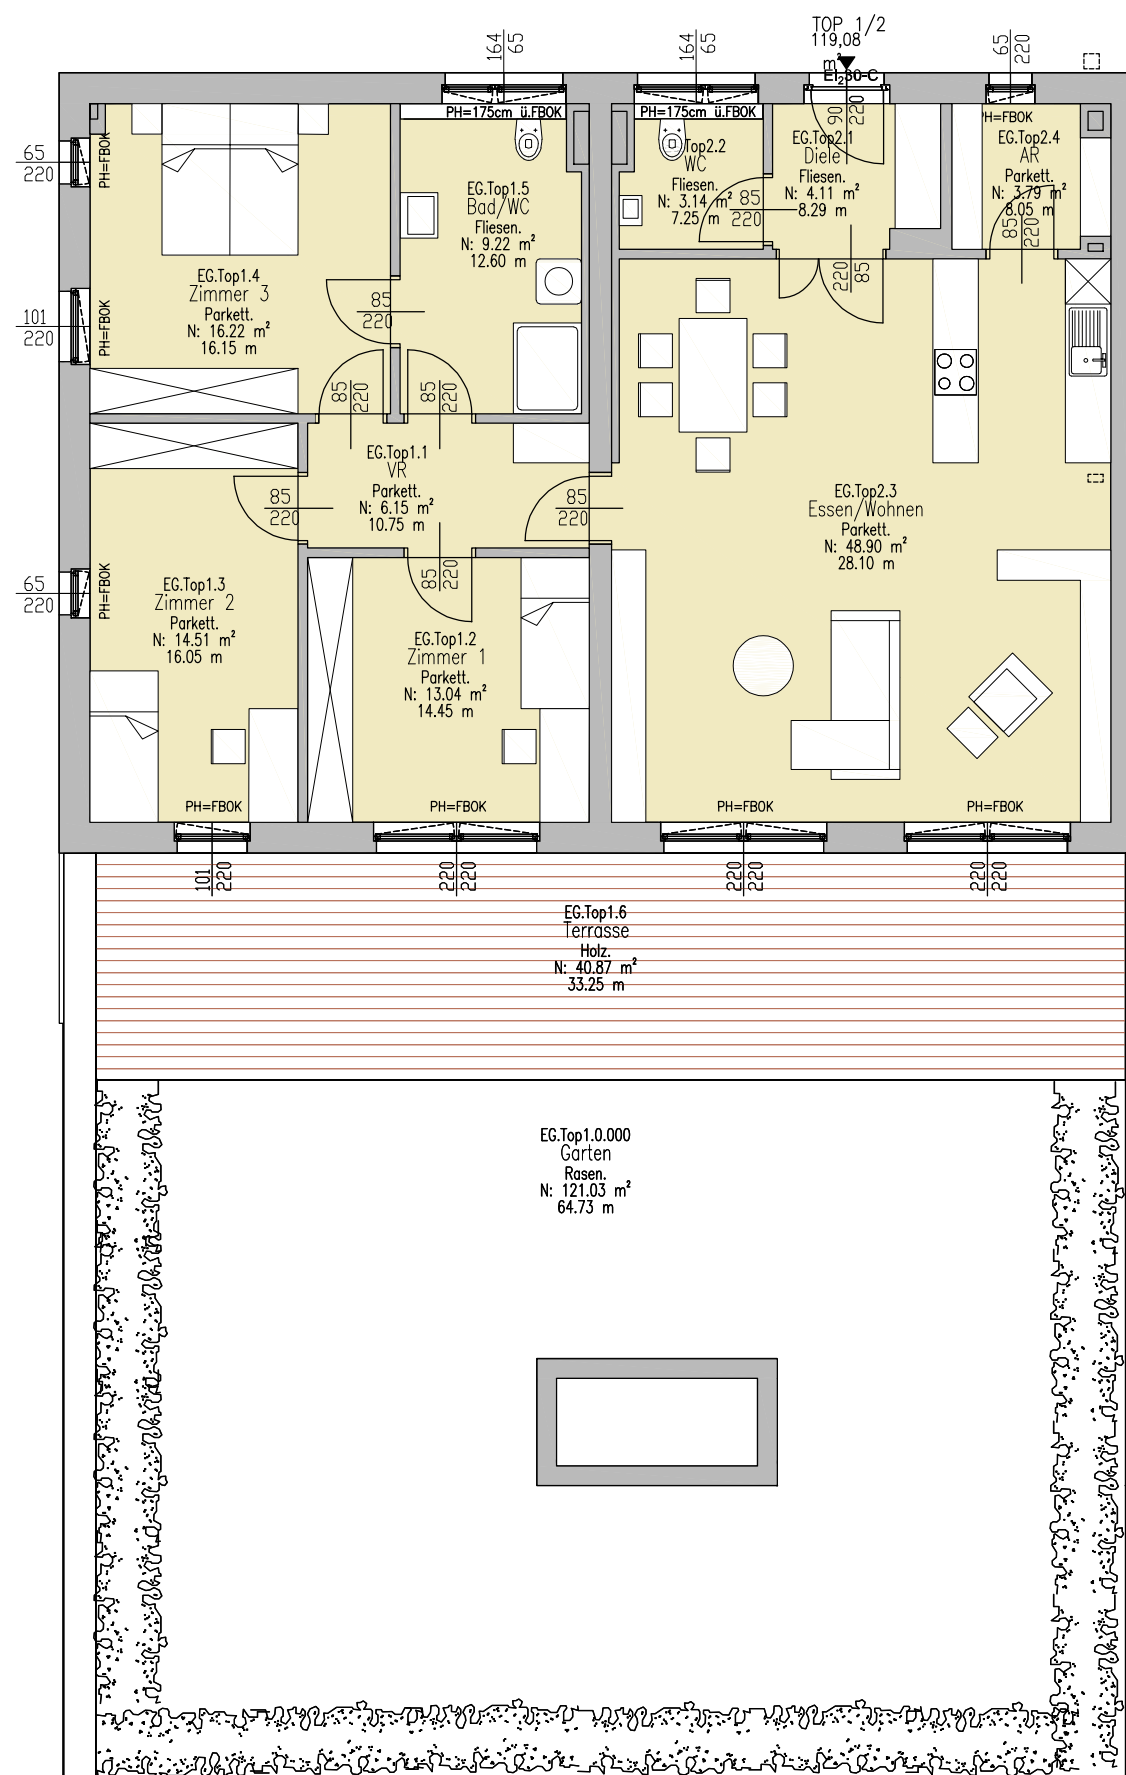 TOP 1/2
119,08
m²
EI₂30-C
164
65
164
65
65
220
PH=175cm ü.FBOK
PH=175cm ü.FBOK
90
220
PH=FBOK
65
220
PH=FBOK
EG.Top1.5
Bad/WC
Fliesen.
N: 9.22 m²
12.60 m
Top2.2
WC
Fliesen.
N: 3.14 m²
7.25 m
85
220
EG.Top2.1
Diele
Fliesen.
N: 4.11 m²
8.29 m
EG.Top2.4
AR
Parkett.
N: 3.79 m²
8.05 m
85
220
220
85
EG.Top1.4
Zimmer 3
Parkett.
N: 16.22 m²
16.15 m
101
220
PH=FBOK
85
220
85
220
85
220
EG.Top1.1
VR
Parkett.
N: 6.15 m²
10.75 m
85
220
85
220
EG.Top2.3
Essen/Wohnen
Parkett.
N: 48.90 m²
28.10 m
65
220
PH=FBOK
85
220
EG.Top1.3
Zimmer 2
Parkett.
N: 14.51 m²
16.05 m
EG.Top1.2
Zimmer 1
Parkett.
N: 13.04 m²
14.45 m
PH=FBOK
PH=FBOK
PH=FBOK
PH=FBOK
101
220
220
220
220
220
220
220
EG.Top1.6
Terrasse
Holz.
N: 40.87 m²
33.25 m
EG.Top1.0.000
Garten
Rasen.
N: 121.03 m²
64.73 m